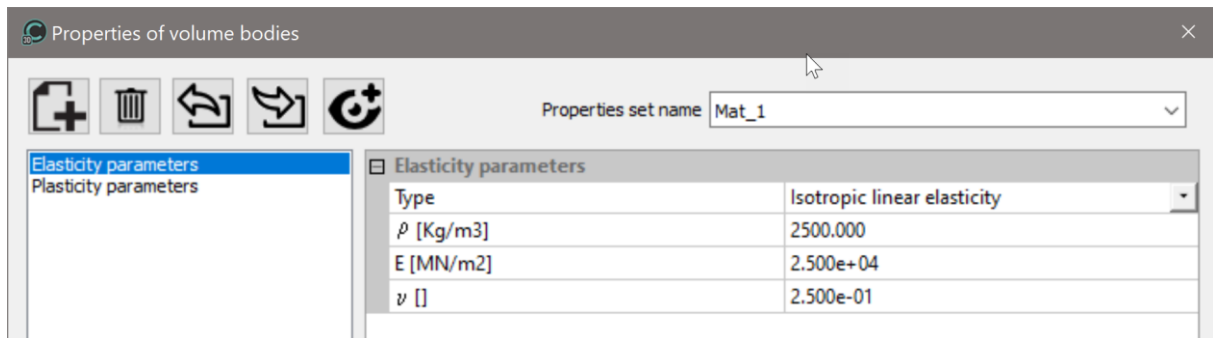 Properties of volume bodies
Properties set name Mat_1
Elasticity parameters
Plasticity parameters
Elasticity parameters
Type Isotropic linear elasticity
ρ [Kg/m3] 2500.000
E [MN/m2] 2.500e+04
ν [] 2.500e-01